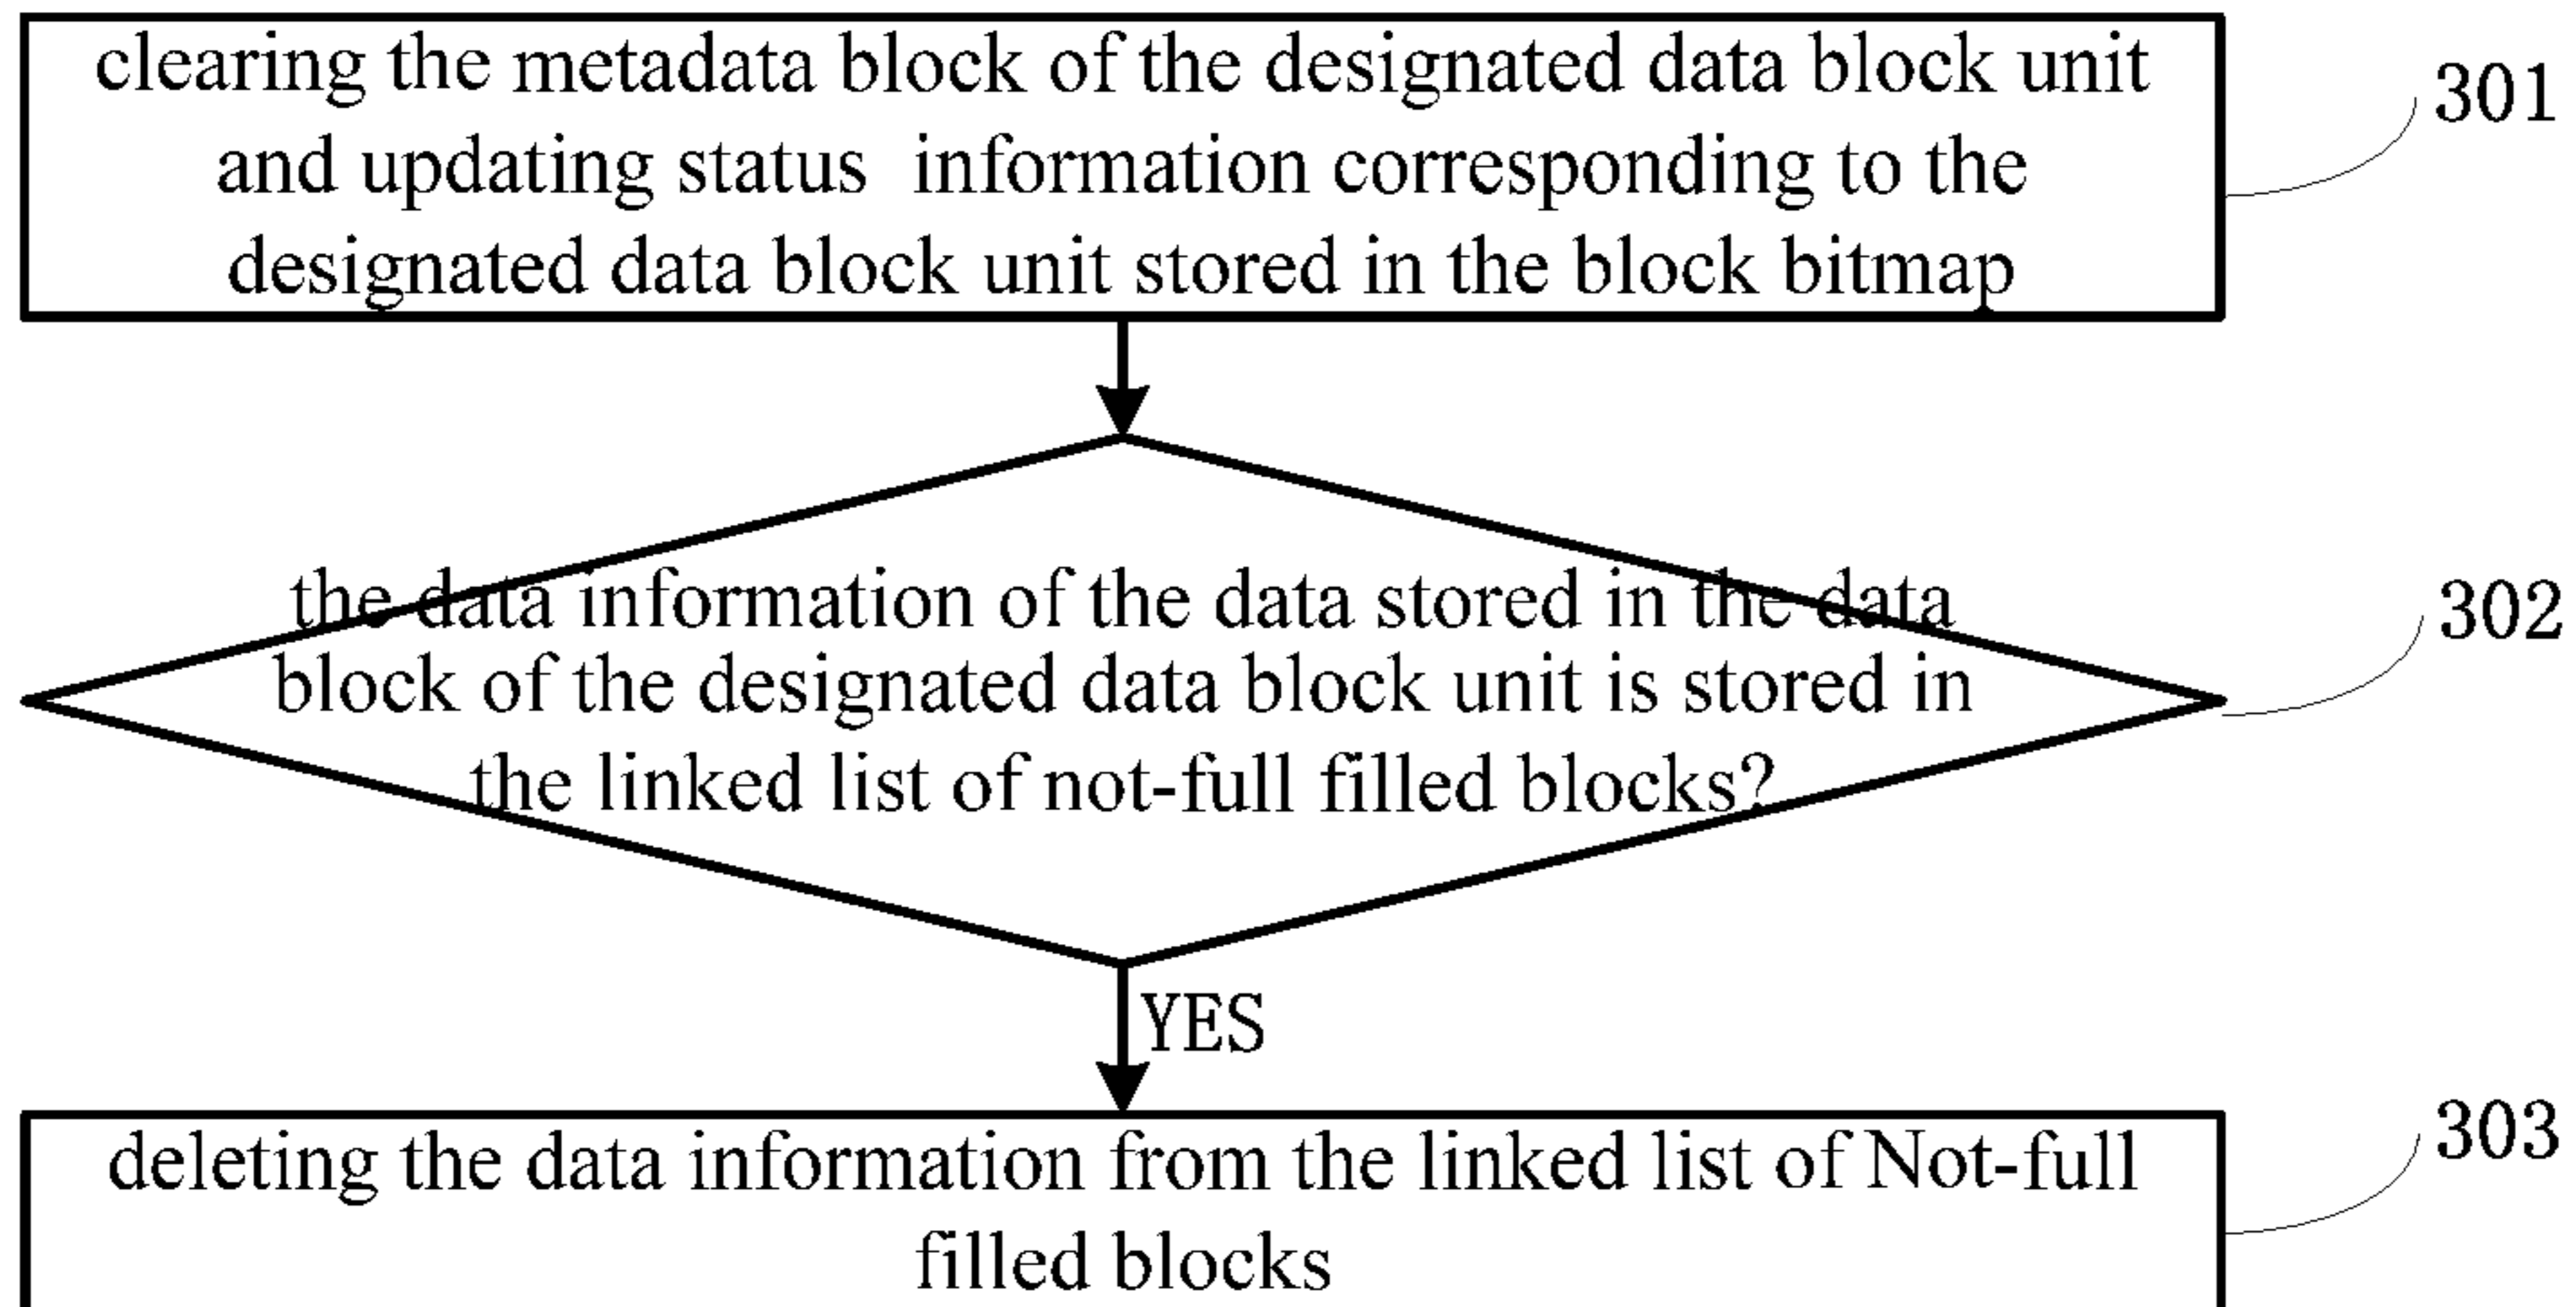 clearing the metadata block of the designated data block unit
and updating status information corresponding to the
designated data block unit stored in the block bitmap
301
the data information of the data stored in the data
block of the designated data block unit is stored in
the linked list of not-full filled blocks?
302
YES
deleting the data information from the linked list of Not-full
filled blocks
303